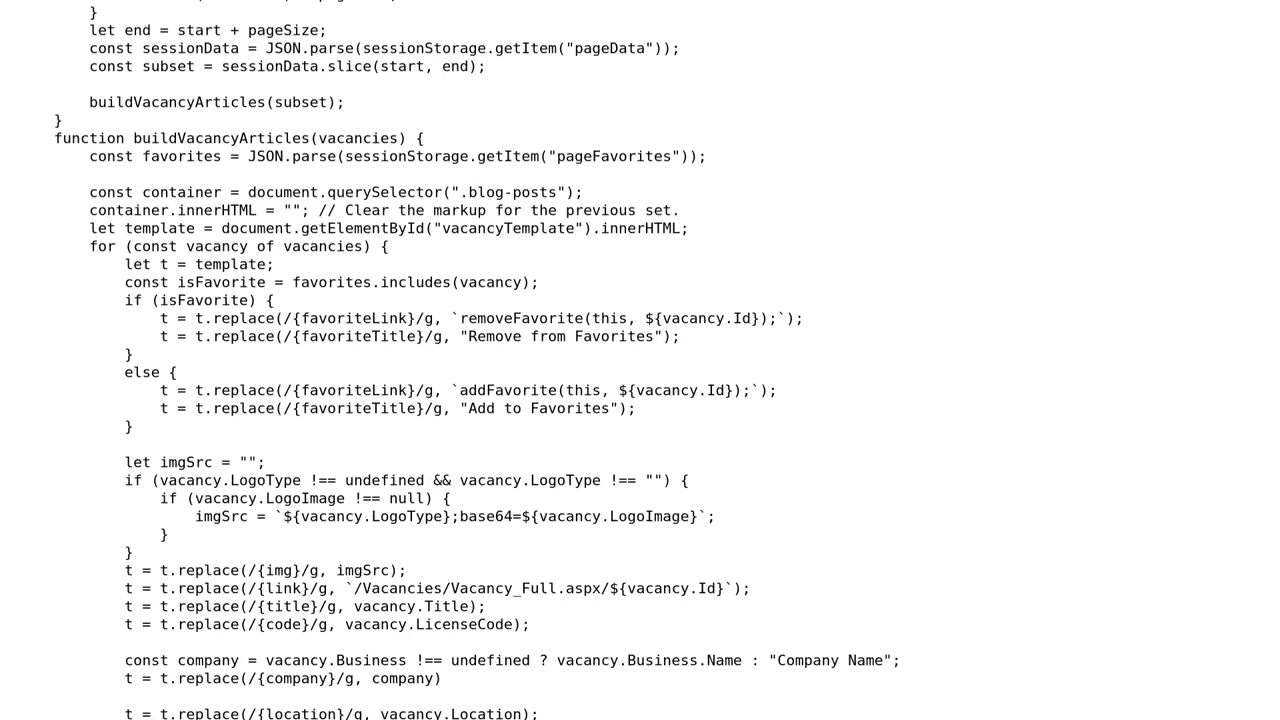 }
let end = start + pageSize;
const sessionData = JSON.parse(sessionStorage.getItem("pageData"));
const subset = sessionData.slice(start, end);
buildVacancyArticles(subset);
}
function buildVacancyArticles(vacancies) {
const favorites = JSON.parse(sessionStorage.getItem("pageFavorites"));
const container = document.querySelector(".blog-posts");
container.innerHTML = ""; // Clear the markup for the previous set.
let template = document.getElementById("vacancyTemplate").innerHTML;
for (const vacancy of vacancies) {
let t = template;
const isFavorite = favorites.includes(vacancy);
if (isFavorite) {
t = t.replace(/{favoriteLink}/g, `removeFavorite(this, ${vacancy.Id});`);
t = t.replace(/{favoriteTitle}/g, "Remove from Favorites");
}
else {
t = t.replace(/{favoriteLink}/g, `addFavorite(this, ${vacancy.Id});`);
t = t.replace(/{favoriteTitle}/g, "Add to Favorites");
}
let imgSrc = "";
if (vacancy.LogoType !== undefined && vacancy.LogoType !== "") {
if (vacancy.LogoImage !== null) {
imgSrc = `${vacancy.LogoType};base64=${vacancy.LogoImage}`;
}
}
t = t.replace(/{img}/g, imgSrc);
t = t.replace(/{link}/g, `/Vacancies/Vacancy_Full.aspx/${vacancy.Id}`);
t = t.replace(/{title}/g, vacancy.Title);
t = t.replace(/{code}/g, vacancy.LicenseCode);
const company = vacancy.Business !== undefined ? vacancy.Business.Name : "Company Name";
t = t.replace(/{company}/g, company)
t = t.replace(/{location}/g, vacancy.Location);